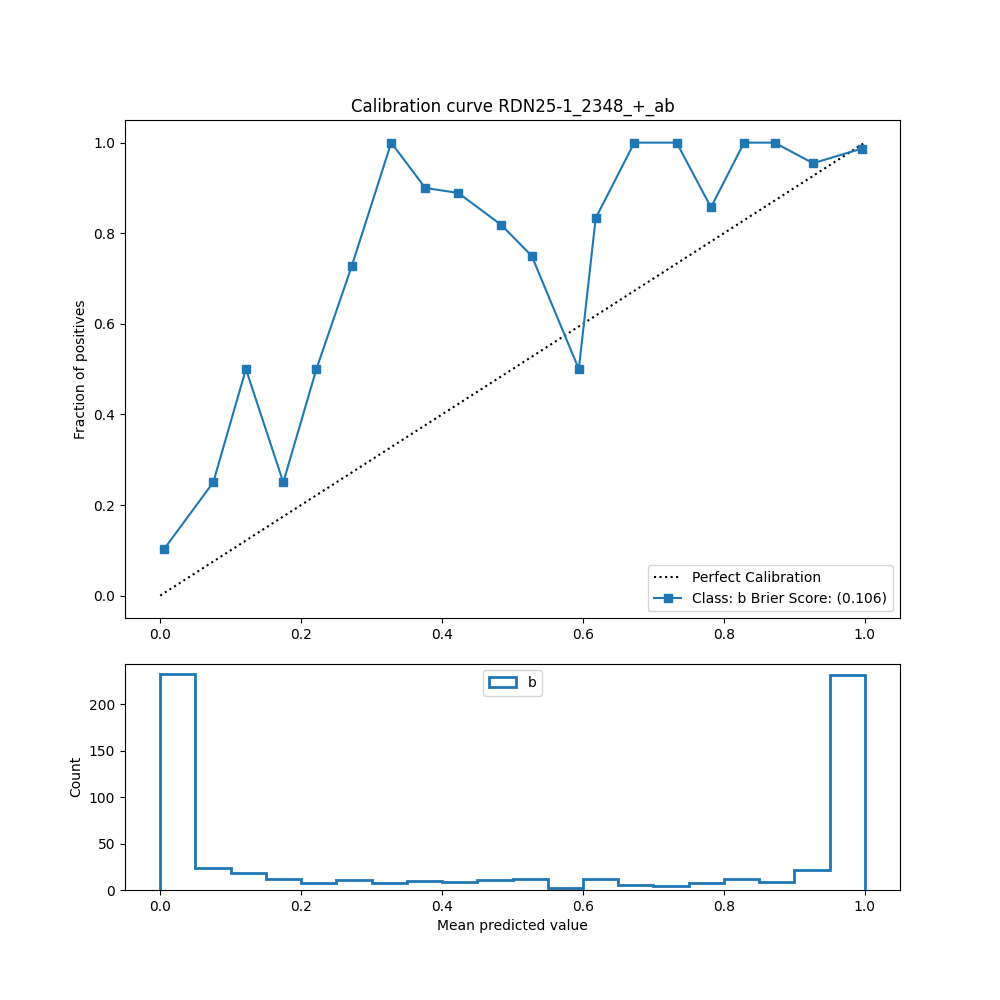 Calibration curve RDN25-1_2348_+_ab
Fraction of positives
1.0
0.8
0.6
0.4
0.2
0.0
Perfect Calibration
Class: b Brier Score: (0.106)
0.0 0.2 0.4 0.6 0.8 1.0
b
Count
200
150
100
50
0
0.0 0.2 0.4 0.6 0.8 1.0
Mean predicted value